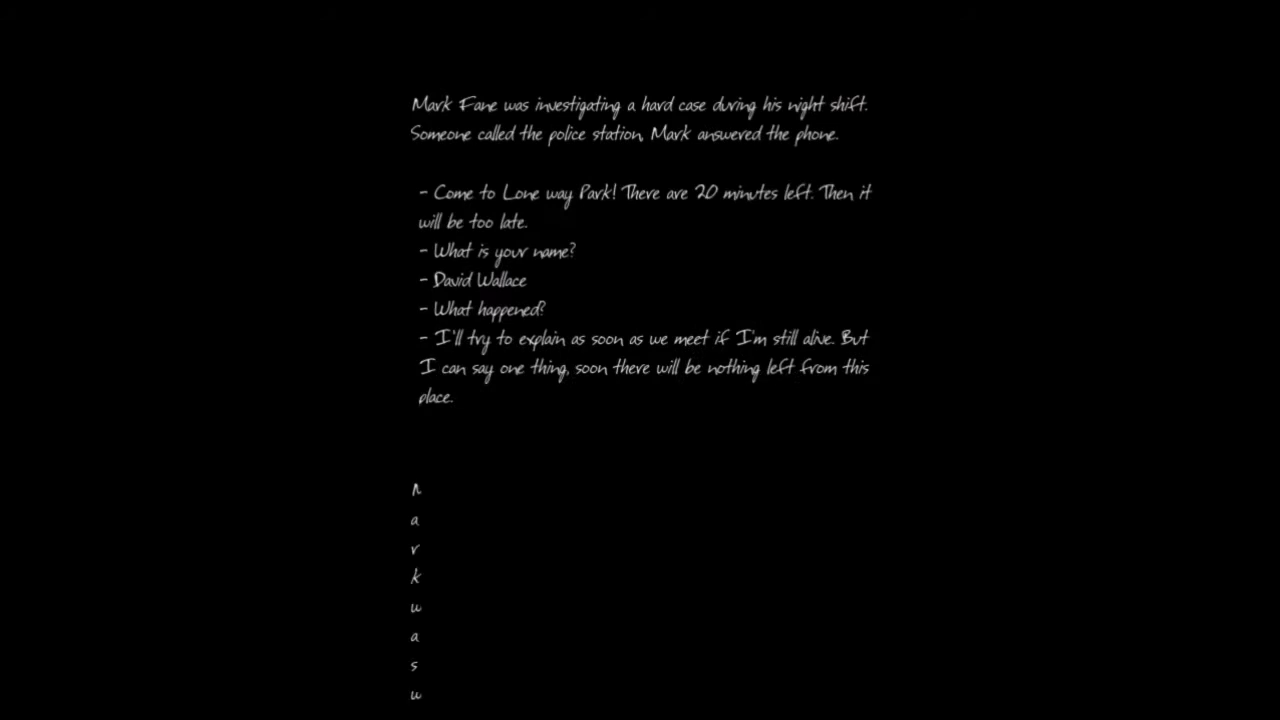 Mark Fane was investigating a hard case during his night shift.
Someone called the police station, Mark answered the phone.
- Come to Lone way Park! There are 20 minutes left. Then it
will be too late.
- What is your name?
- David Wallace
- What happened?
- I'll try to explain as soon as we meet if I'm still alive. But
I can say one thing, soon there will be nothing left from this
place.
M
a
r
k
w
a
s
w